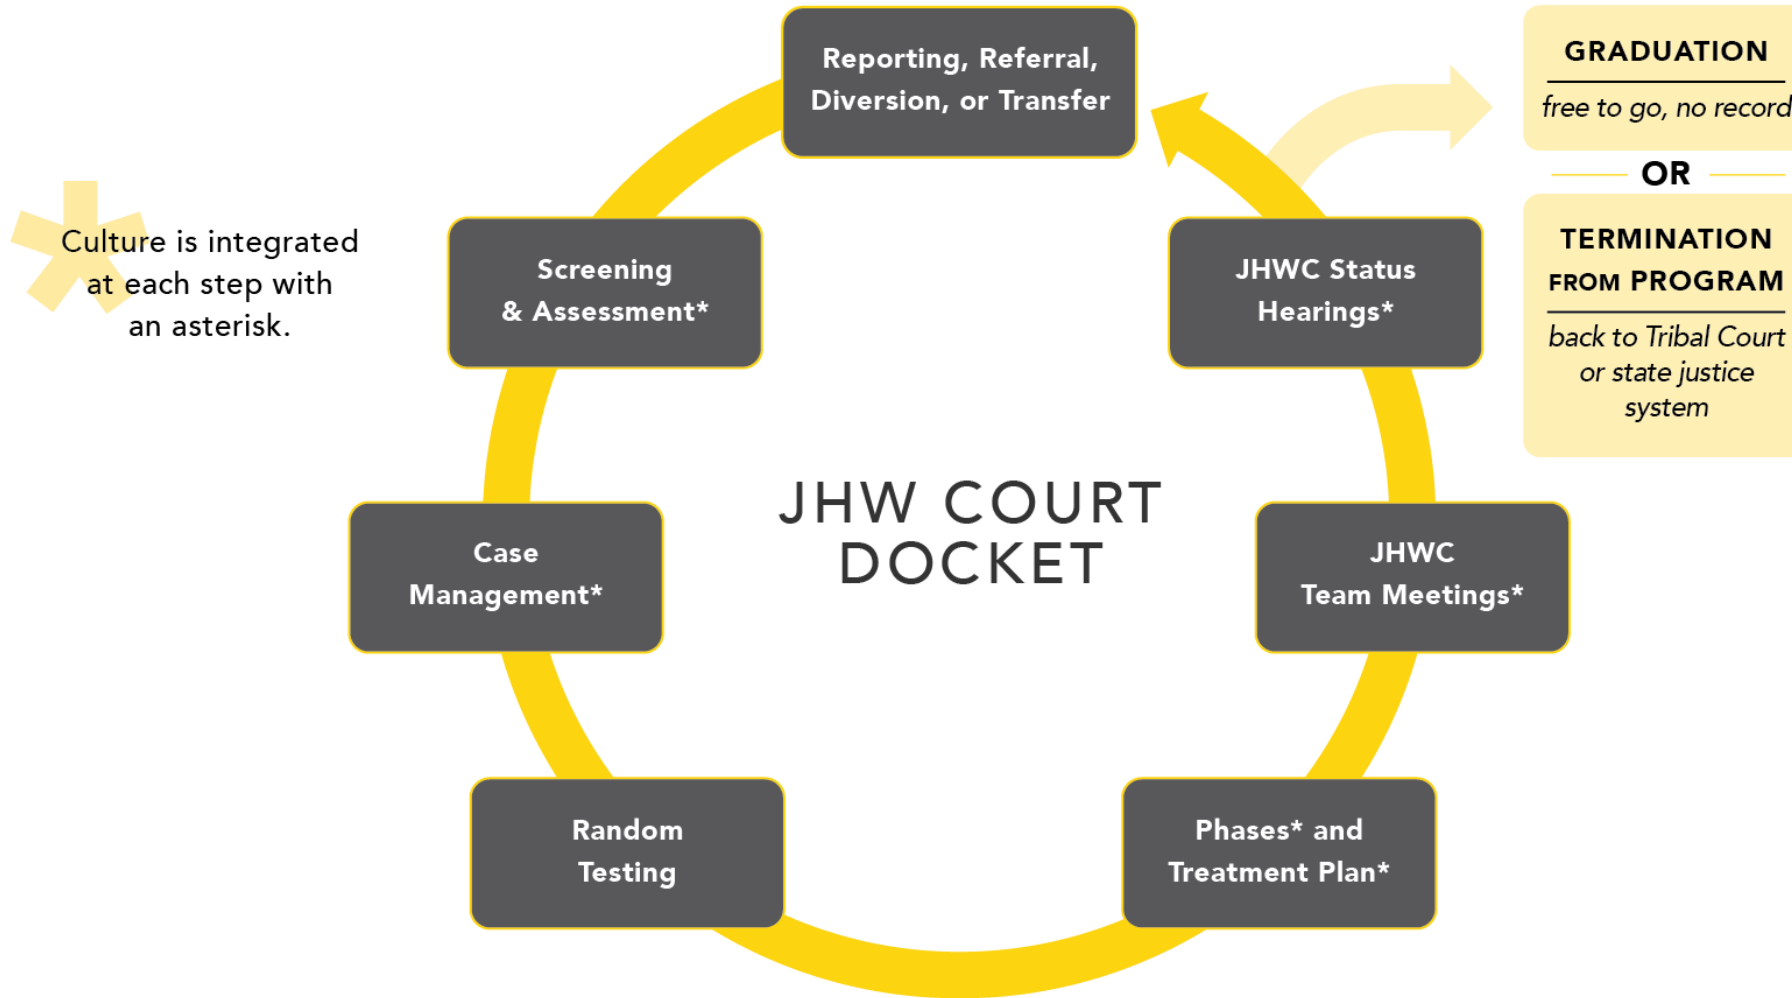 Reporting, Referral,
Diversion, or Transfer
GRADUATION
free to go, no record
OR
TERMINATION
FROM PROGRAM
back to Tribal Court
or state justice
system
Culture is integrated
at each step with
an asterisk.
Screening
& Assessment*
JHWC Status
Hearings*
JHW COURT
DOCKET
Case
Management*
JHWC
Team Meetings*
Random
Testing
Phases* and
Treatment Plan*